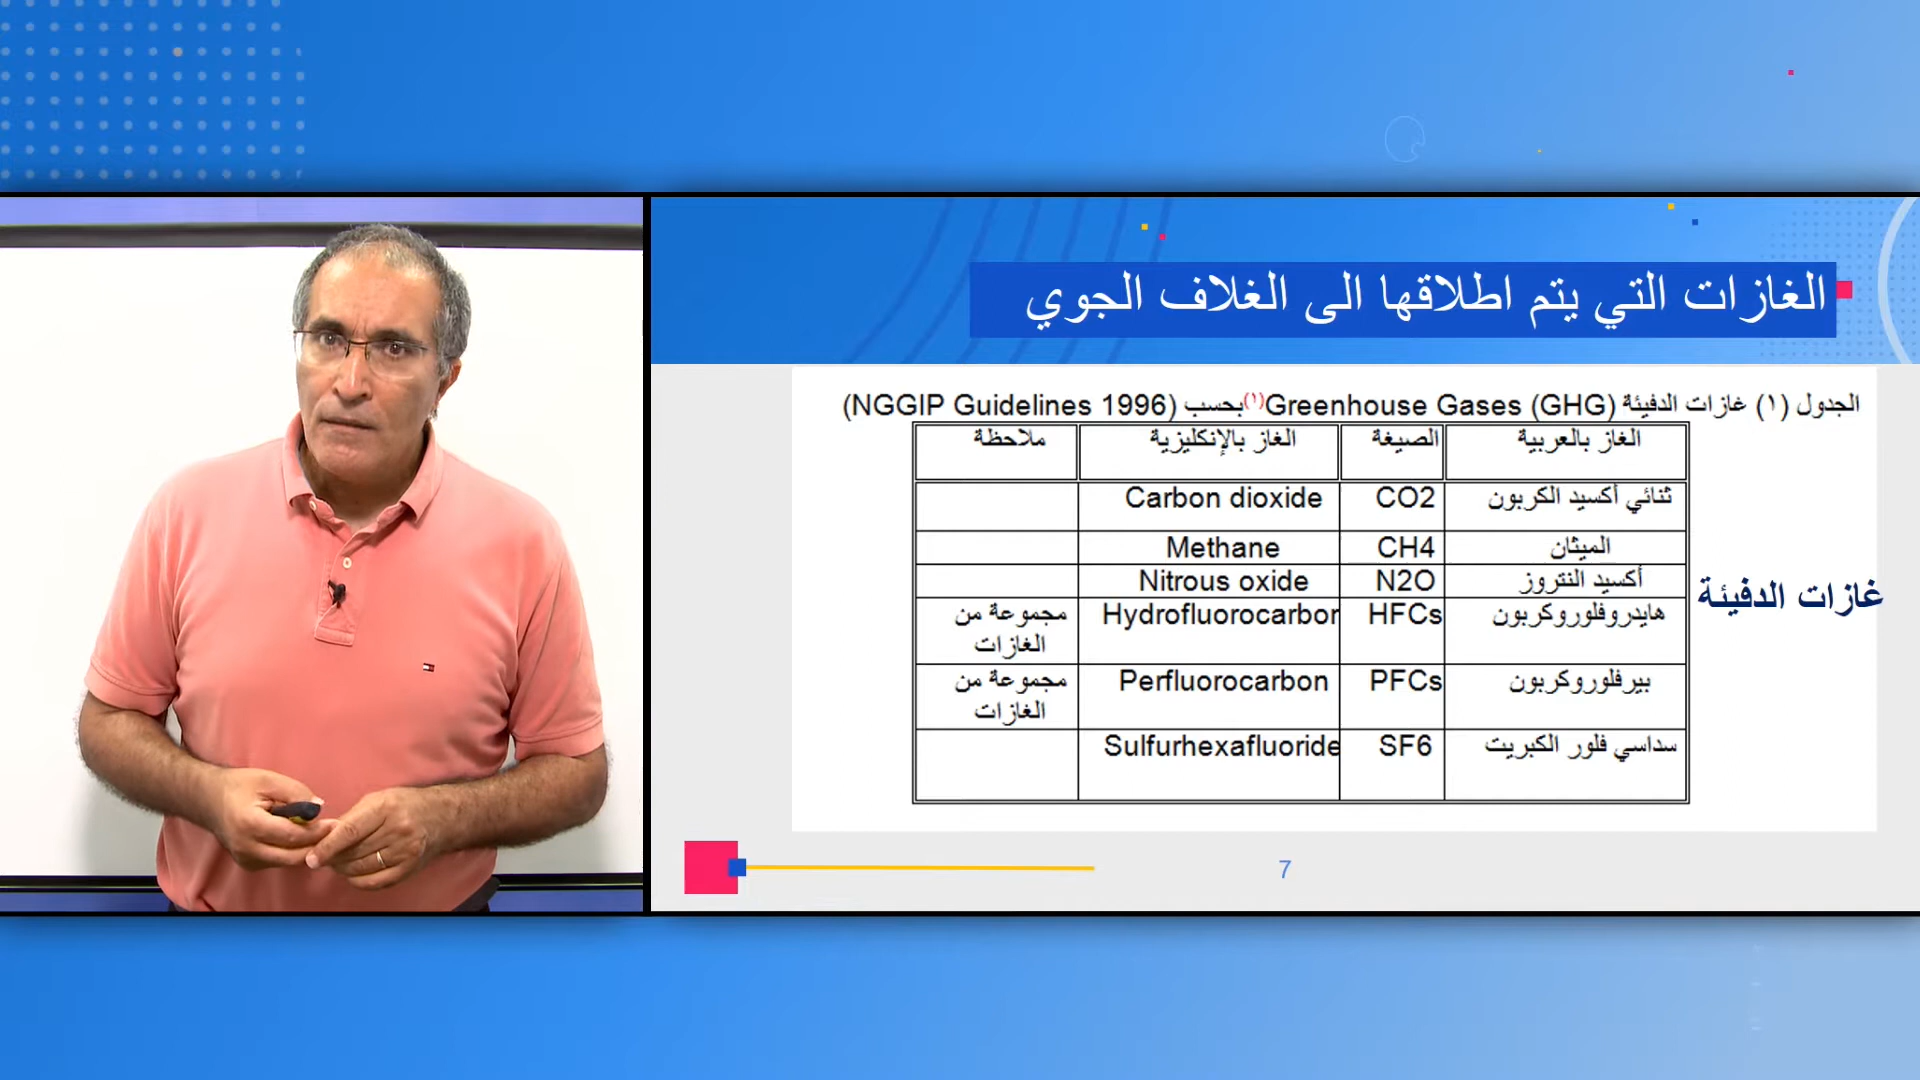 الغازات التي يتم اطلاقها الى الغلاف الجوي
الجدول (١) غازات الدفيئة Greenhouse Gases (GHG)(١)بحسب (NGGIP Guidelines 1996)
الغاز بالعربية الصيغة الغاز بالإنكليزية ملاحظة
ثنائي أكسيد الكربون CO2 Carbon dioxide
الميثان CH4 Methane
أكسيد النتروز N2O Nitrous oxide
هايدروفلوروكربون HFCs Hydrofluorocarbon مجموعة من
الغازات
بيرفلوروكربون PFCs Perfluorocarbon مجموعة من
الغازات
سداسي فلور الكبريت SF6 Sulfurhexafluoride
غازات الدفيئة
7